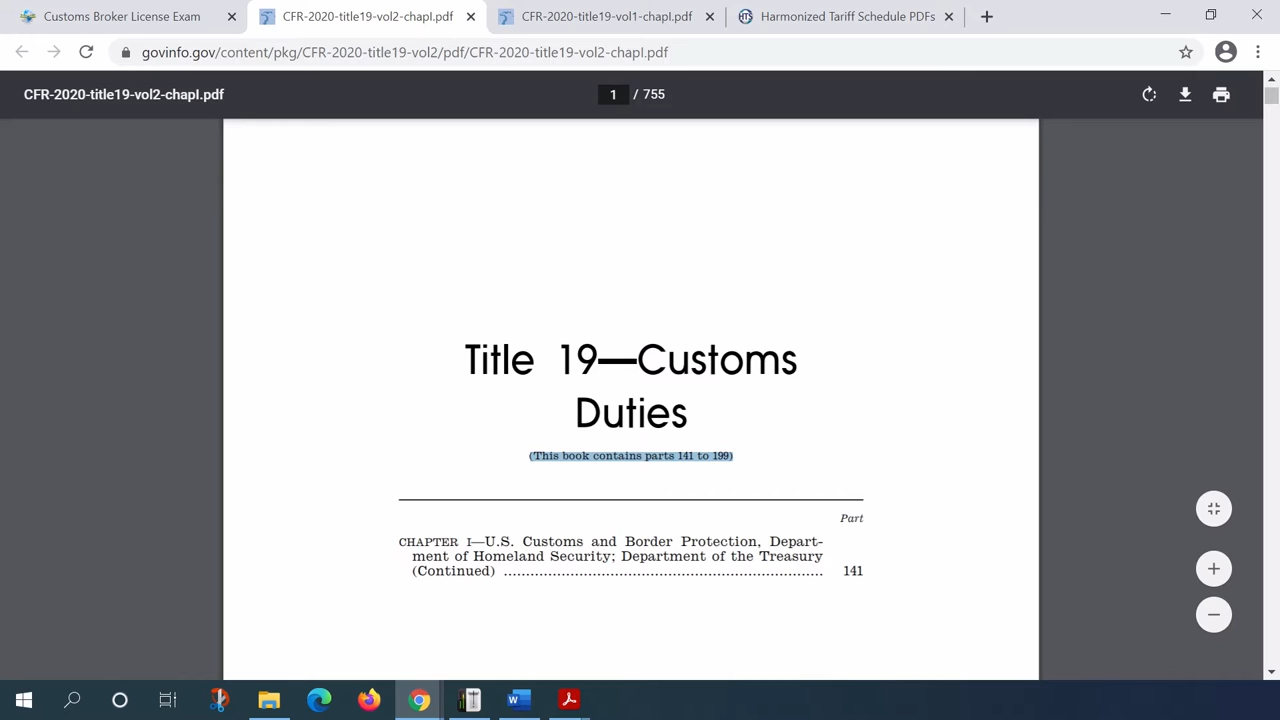 Customs Broker License Exam
CFR-2020-title19-vol2-chapI.pdf
CFR-2020-title19-vol1-chapI.pdf
Harmonized Tariff Schedule PDFs
govinfo.gov/content/pkg/CFR-2020-title19-vol2/pdf/CFR-2020-title19-vol2-chapI.pdf
CFR-2020-title19-vol2-chapI.pdf
1 / 755
Title 19—Customs
Duties
(This book contains parts 141 to 199)
Part
CHAPTER I—U.S. Customs and Border Protection, Depart-
ment of Homeland Security; Department of the Treasury
(Continued) ................................................................ 141